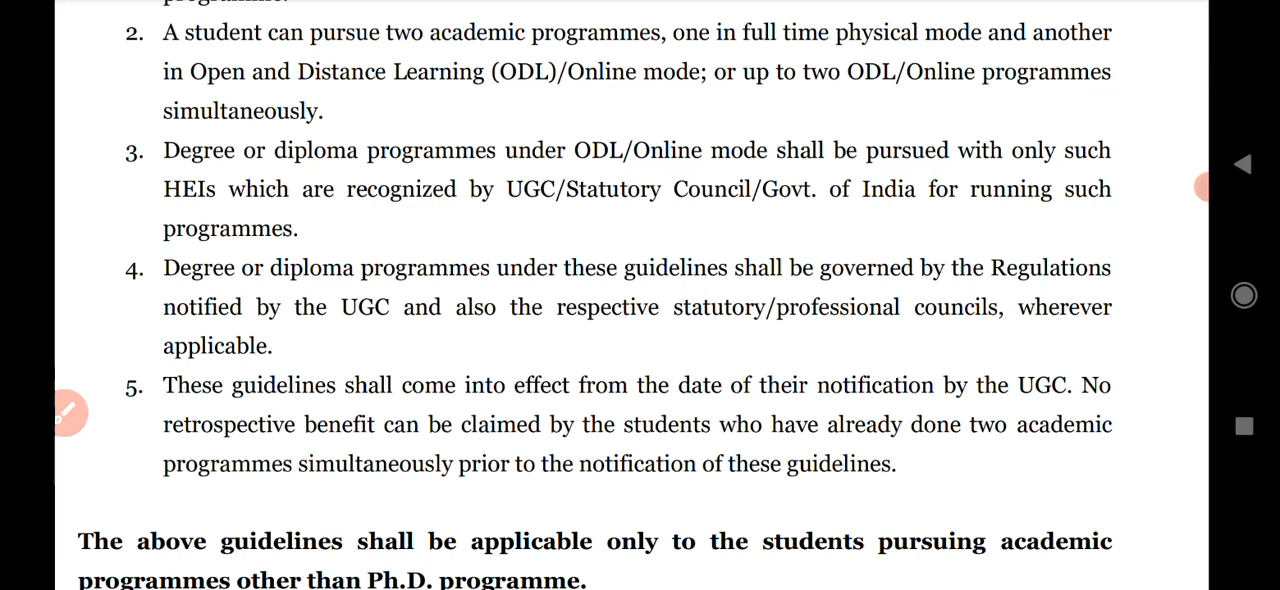 programme.
2. A student can pursue two academic programmes, one in full time physical mode and another
in Open and Distance Learning (ODL)/Online mode; or up to two ODL/Online programmes
simultaneously.
3. Degree or diploma programmes under ODL/Online mode shall be pursued with only such
HEIs which are recognized by UGC/Statutory Council/Govt. of India for running such
programmes.
4. Degree or diploma programmes under these guidelines shall be governed by the Regulations
notified by the UGC and also the respective statutory/professional councils, wherever
applicable.
5. These guidelines shall come into effect from the date of their notification by the UGC. No
retrospective benefit can be claimed by the students who have already done two academic
programmes simultaneously prior to the notification of these guidelines.
The above guidelines shall be applicable only to the students pursuing academic
programmes other than Ph.D. programme.